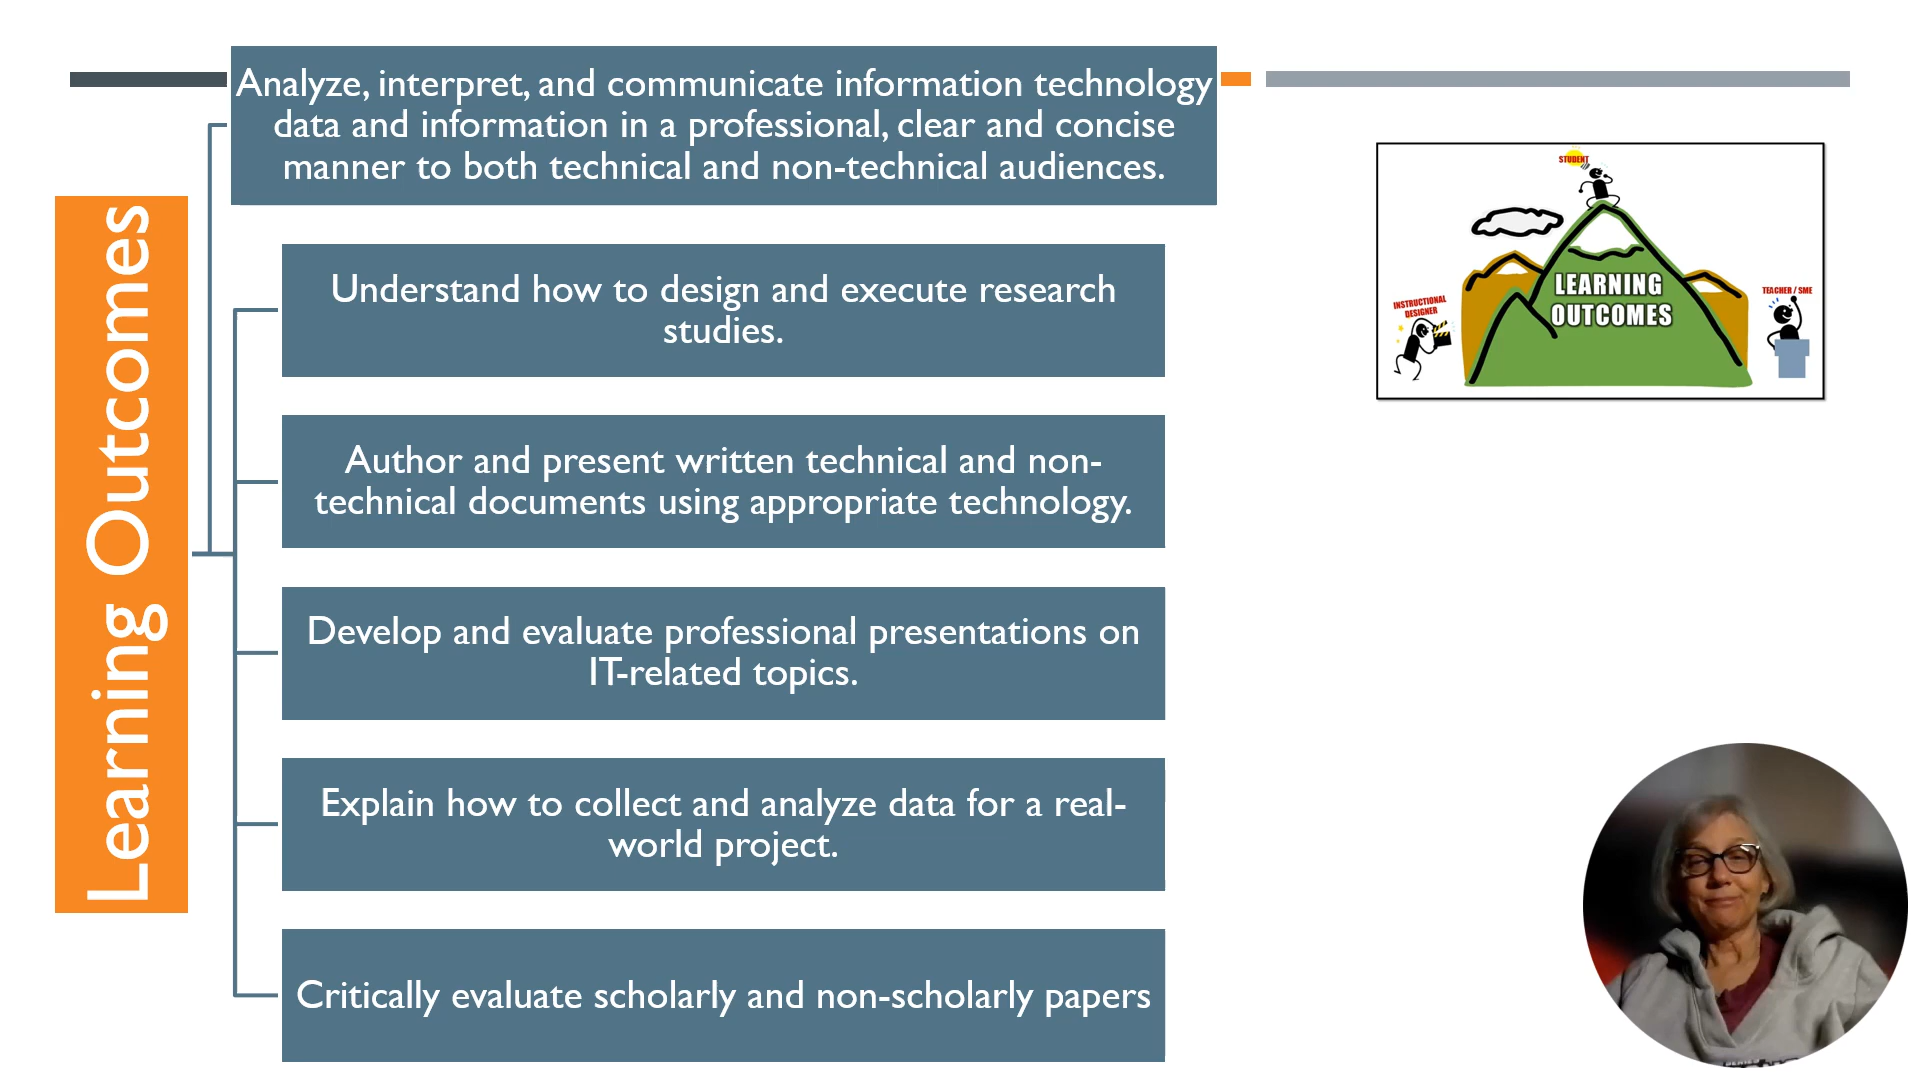 Analyze, interpret, and communicate information technology
data and information in a professional, clear and concise
manner to both technical and non-technical audiences.
Learning Outcomes
Understand how to design and execute research
studies.
Author and present written technical and non-
technical documents using appropriate technology.
Develop and evaluate professional presentations on
IT-related topics.
Explain how to collect and analyze data for a real-
world project.
Critically evaluate scholarly and non-scholarly papers
STUDENT
LEARNING
OUTCOMES
INSTRUCTIONAL
DESIGNER
TEACHER / SME